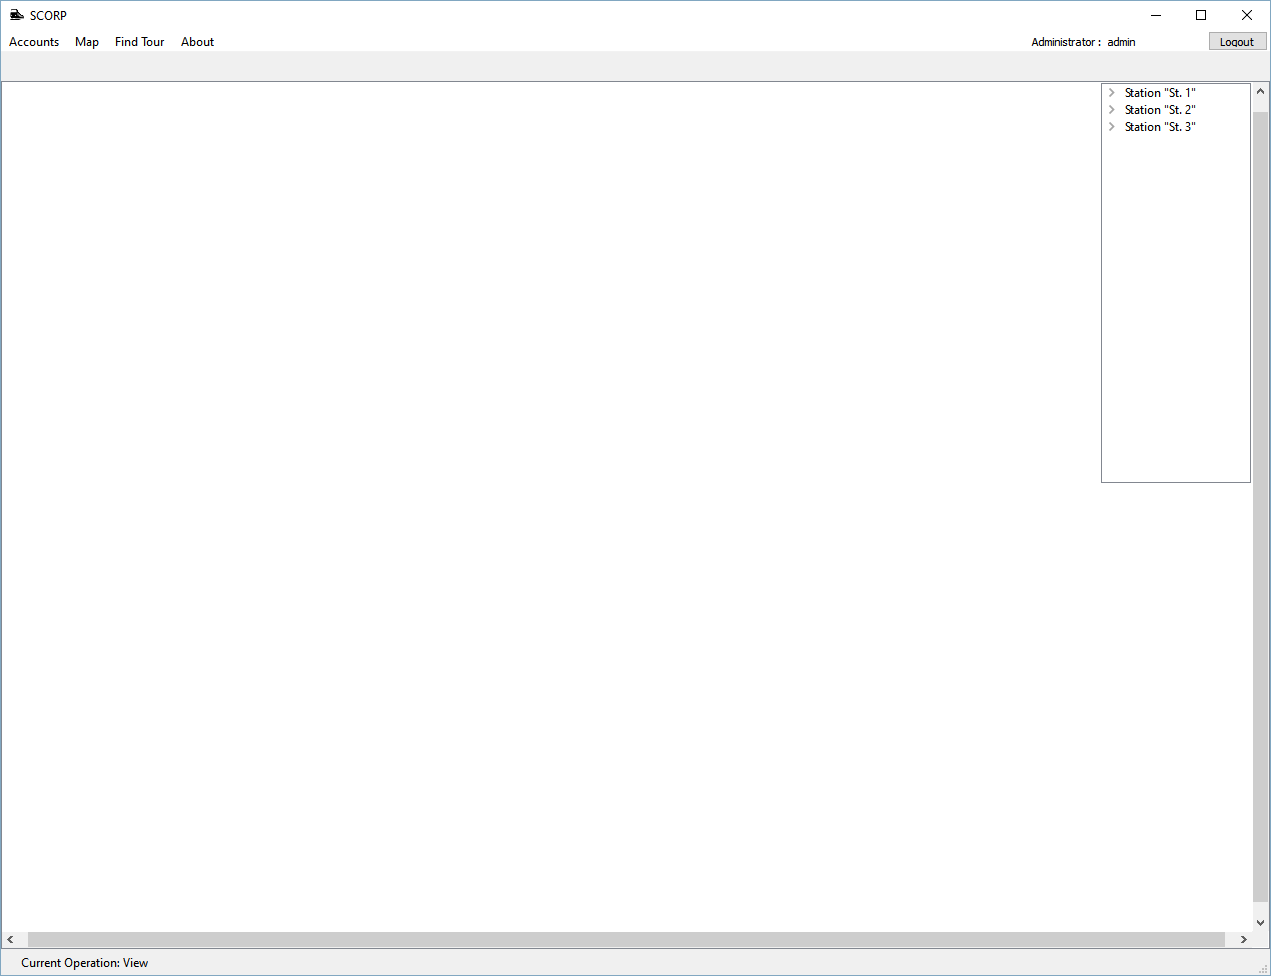 SCORP
Accounts Map Find Tour About Administrator : admin Logout
Station "St. 1"
Station "St. 2"
Station "St. 3"
Current Operation: View